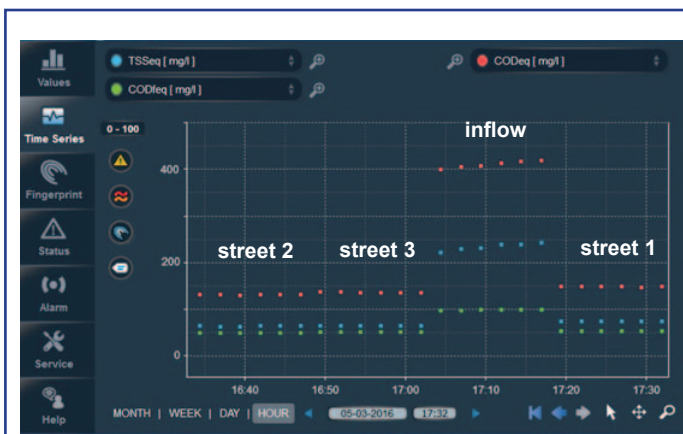 TSSeq [ mg/l ]
CODeq [ mg/l ]
CODfeq [ mg/l ]
Values
Time Series
Fingerprint
Status
Alarm
Service
Help
0 - 100
inflow
400
street 2 street 3 street 1
200
0
16:40 16:50 17:00 17:10 17:20 17:30
MONTH | WEEK | DAY | HOUR 05-03-2016 17:32